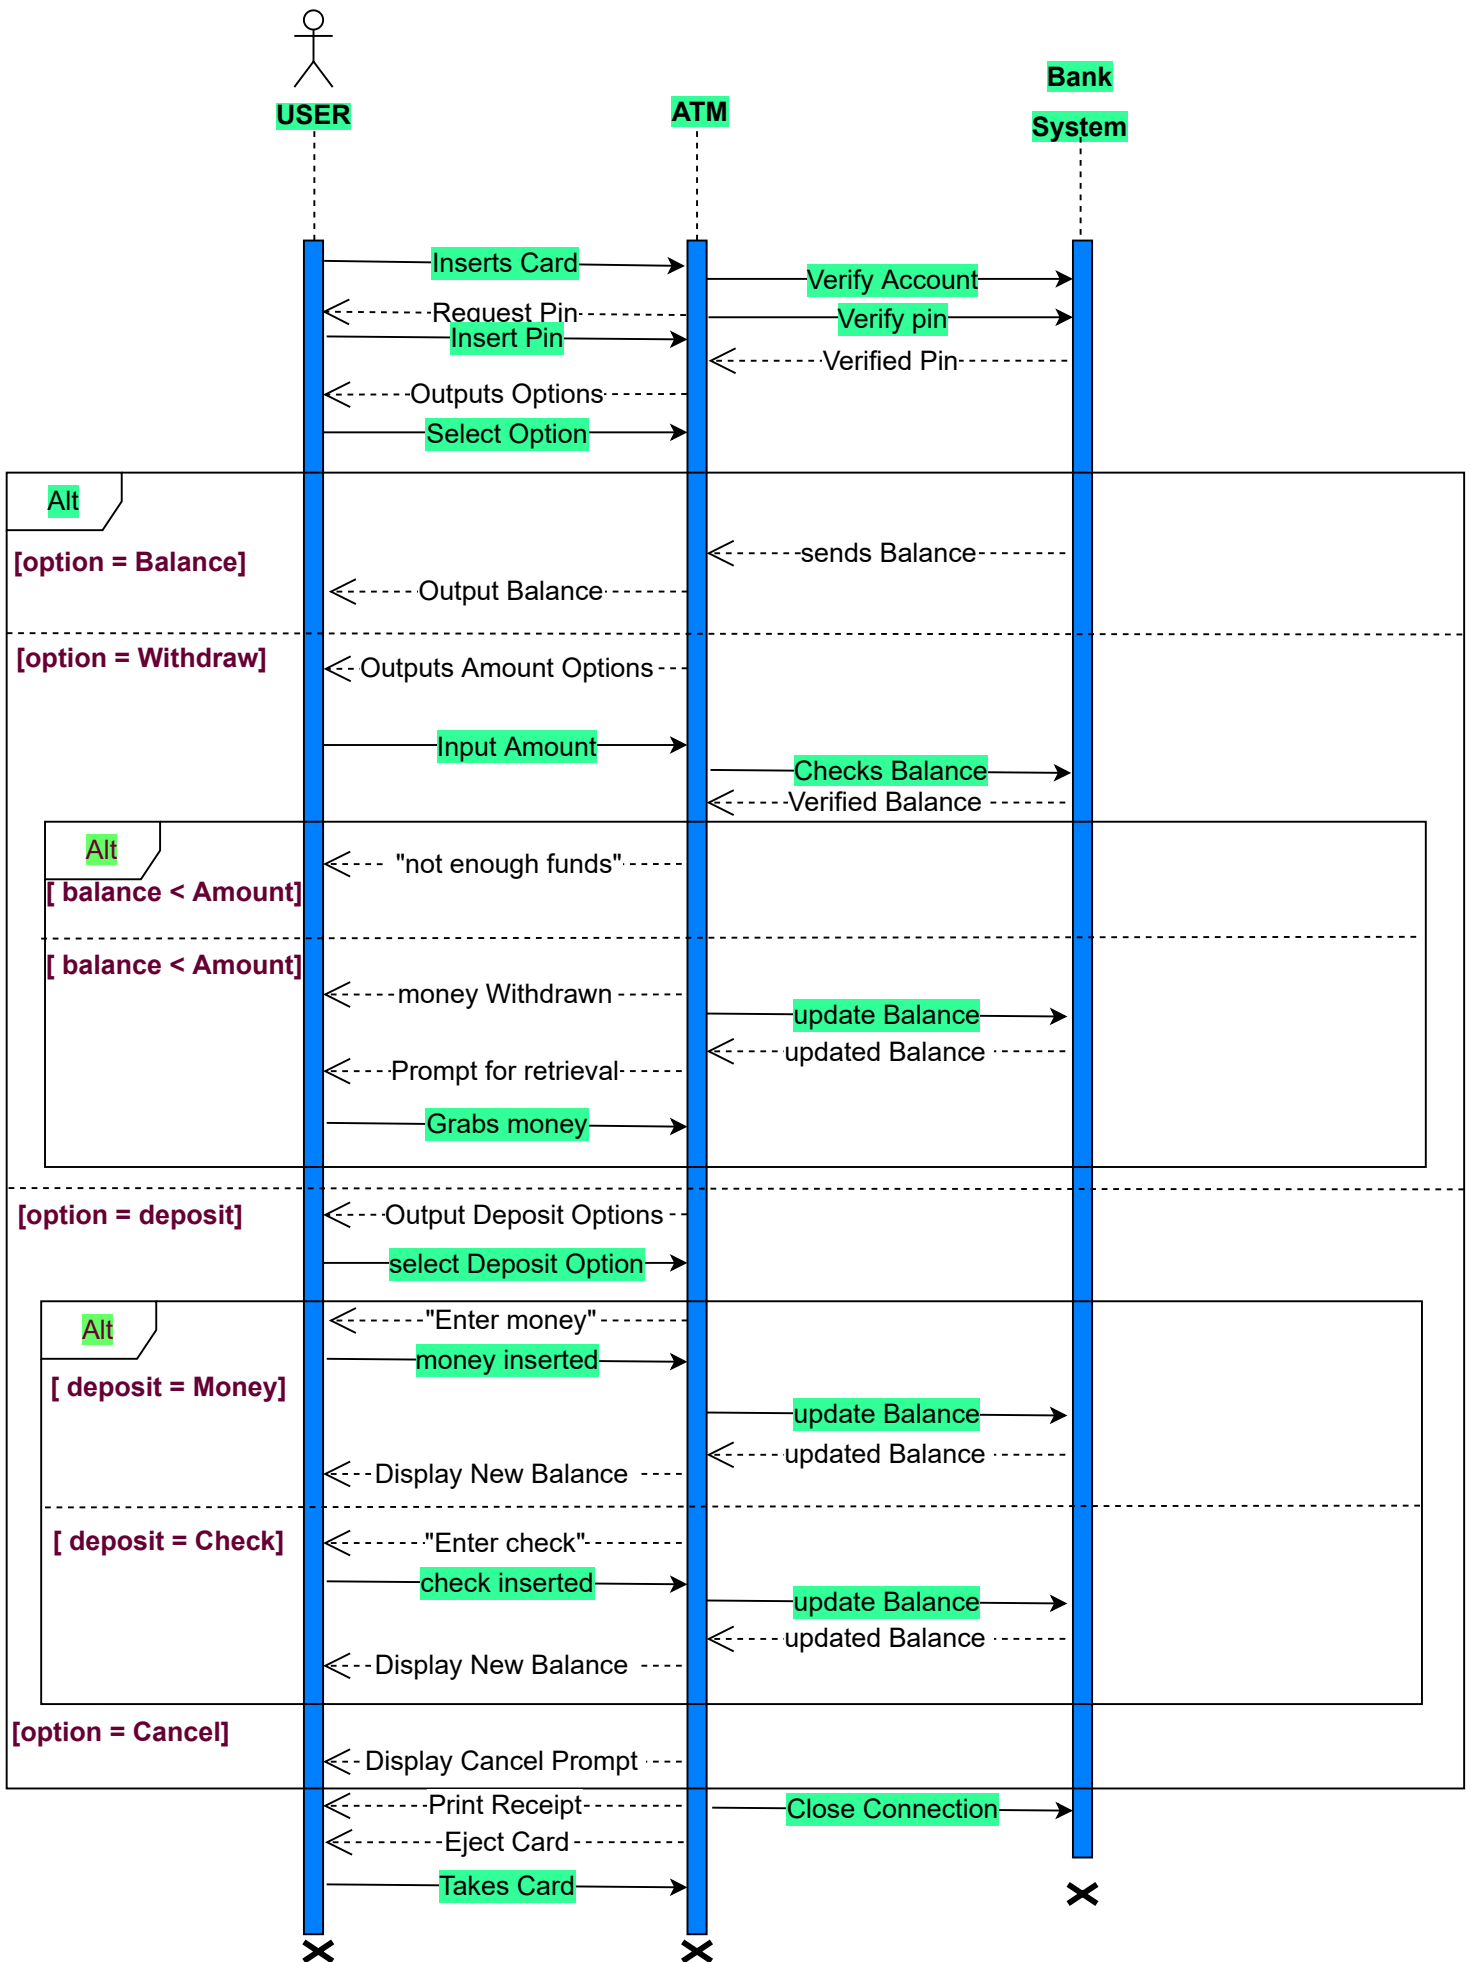 USER
ATM
Bank
System
Inserts Card
Verify Account
Request Pin
Verify pin
Insert Pin
Verified Pin
Outputs Options
Select Option
Alt
[option = Balance]
sends Balance
Output Balance
[option = Withdraw]
Outputs Amount Options
Input Amount
Checks Balance
Verified Balance
Alt
"not enough funds"
[ balance < Amount]
[ balance < Amount]
money Withdrawn
update Balance
updated Balance
Prompt for retrieval
Grabs money
[option = deposit]
Output Deposit Options
select Deposit Option
Alt
"Enter money"
money inserted
[ deposit = Money]
update Balance
updated Balance
Display New Balance
[ deposit = Check]
"Enter check"
check inserted
update Balance
updated Balance
Display New Balance
[option = Cancel]
Display Cancel Prompt
Print Receipt
Close Connection
Eject Card
Takes Card